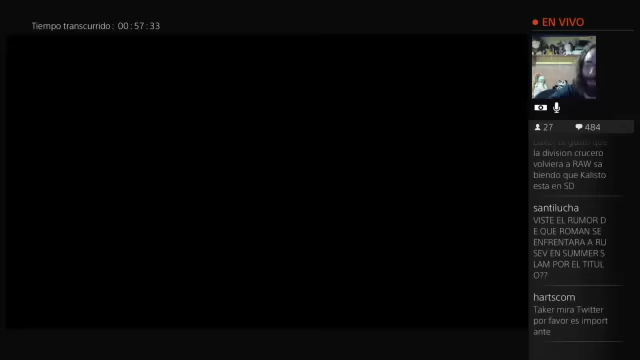 Tiempo transcurrido: 00:57:33
EN VIVO
27 484
la division crucero
volviera a RAW sa
biendo que Kalisto
esta en SD
santilucha
VISTE EL RUMOR D
E QUE ROMAN SE
ENFRENTARA A RU
SEV EN SUMMER S
LAM POR EL TITUL
O??
hartscom
Taker mira Twitter
por favor es import
ante